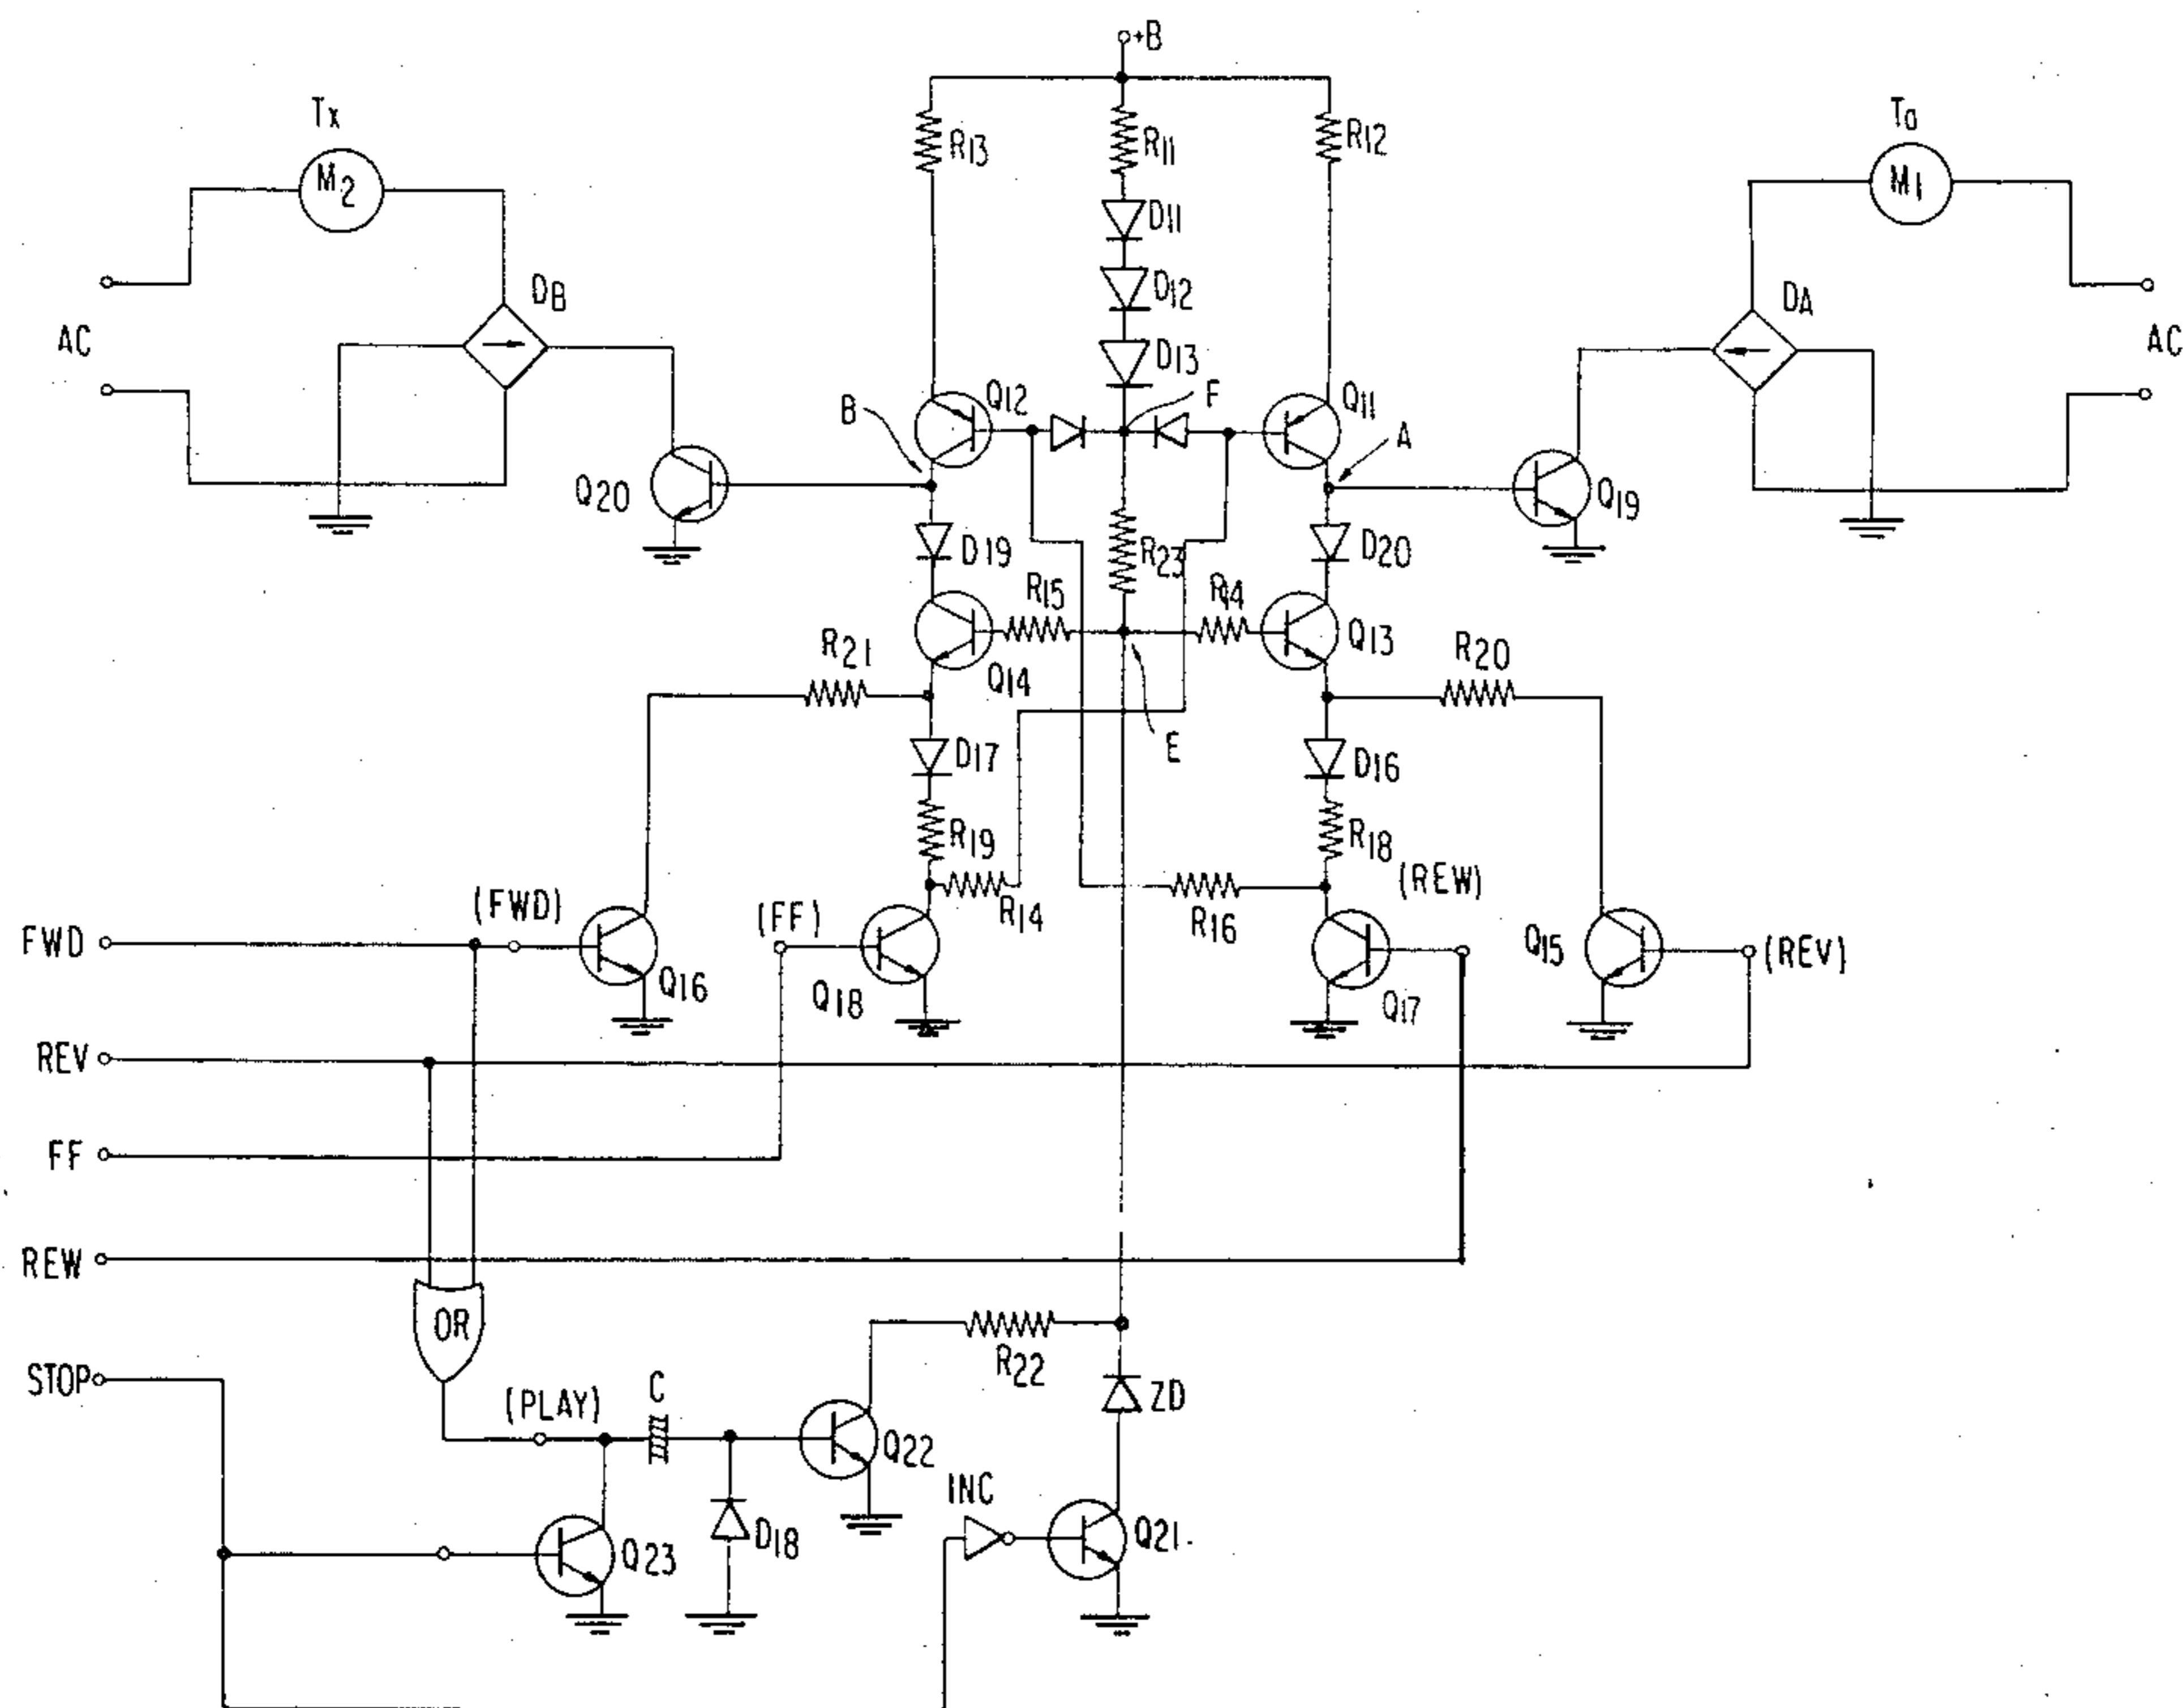 +B
Tx
M2
R13
R11
R12
To
M1
D11
D12
D13
DB
DA
AC
AC
Q12
F
Q11
B
A
Q20
Q19
D19
R23
D20
R15
R14
Q14
Q13
R21
R20
E
D17
D16
R19
R18
(REW)
(FWD)
(FF)
R14
R16
FWD
Q16
Q18
Q17
Q15
(REV)
REV
FF
REW
OR
STOP
(PLAY)
C
R22
ZD
Q22
INC
Q23
D18
Q21